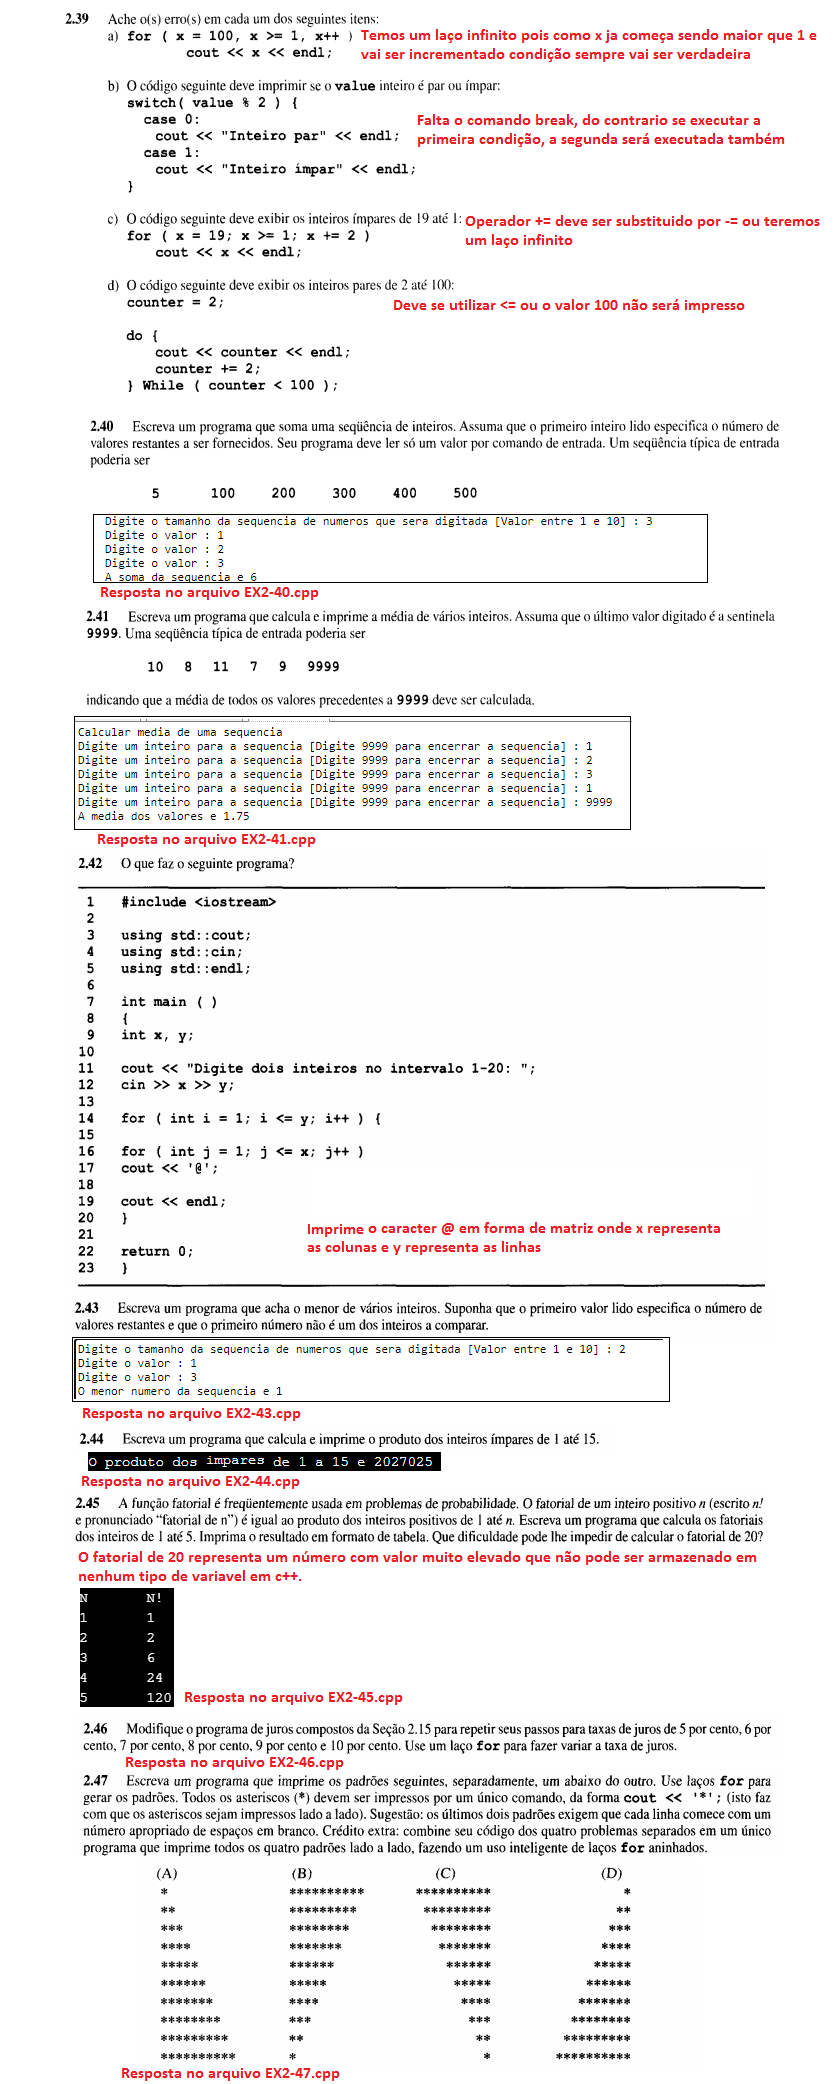 2.39 Ache o(s) erro(s) em cada um dos seguintes itens:
a) for ( x = 100, x >= 1, x++ ) Temos um laço infinito pois como x ja começa sendo maior que 1 e
cout << x << endl; vai ser incrementado condição sempre vai ser verdadeira
b) O código seguinte deve imprimir se o value inteiro é par ou ímpar:
switch( value % 2 ) {
case 0: Falta o comando break, do contrario se executar a
cout << "Inteiro par" << endl; primeira condição, a segunda será executada também
case 1:
cout << "Inteiro ímpar" << endl;
}
c) O código seguinte deve exibir os inteiros ímpares de 19 até 1: Operador += deve ser substituido por -= ou teremos
for ( x = 19; x >= 1; x += 2 ) um laço infinito
cout << x << endl;
d) O código seguinte deve exibir os inteiros pares de 2 até 100:
counter = 2; Deve se utilizar <= ou o valor 100 não será impresso
do {
cout << counter << endl;
counter += 2;
} While ( counter < 100 );
2.40 Escreva um programa que soma uma seqüência de inteiros. Assuma que o primeiro inteiro lido especifica o número de
valores restantes a ser fornecidos. Seu programa deve ler só um valor por comando de entrada. Um seqüência típica de entrada
poderia ser
5 100 200 300 400 500
Digite o tamanho da sequencia de numeros que sera digitada [Valor entre 1 e 10] : 3
Digite o valor : 1
Digite o valor : 2
Digite o valor : 3
A soma da sequencia e 6
Resposta no arquivo EX2-40.cpp
2.41 Escreva um programa que calcula e imprime a média de vários inteiros. Assuma que o último valor digitado é a sentinela
9999. Uma seqüência típica de entrada poderia ser
10 8 11 7 9 9999
indicando que a média de todos os valores precedentes a 9999 deve ser calculada.
Calcular media de uma sequencia
Digite um inteiro para a sequencia [Digite 9999 para encerrar a sequencia] : 1
Digite um inteiro para a sequencia [Digite 9999 para encerrar a sequencia] : 2
Digite um inteiro para a sequencia [Digite 9999 para encerrar a sequencia] : 3
Digite um inteiro para a sequencia [Digite 9999 para encerrar a sequencia] : 1
Digite um inteiro para a sequencia [Digite 9999 para encerrar a sequencia] : 9999
A media dos valores e 1.75
Resposta no arquivo EX2-41.cpp
2.42 O que faz o seguinte programa?
1 #include <iostream>
2
3 using std::cout;
4 using std::cin;
5 using std::endl;
6
7 int main ( )
8 {
9 int x, y;
10
11 cout << "Digite dois inteiros no intervalo 1-20: ";
12 cin >> x >> y;
13
14 for ( int i = 1; i <= y; i++ ) {
15
16 for ( int j = 1; j <= x; j++ )
17 cout << '@';
18
19 cout << endl;
20 }
21 Imprime o caracter @ em forma de matriz onde x representa
22 return 0; as colunas e y representa as linhas
23 }
2.43 Escreva um programa que acha o menor de vários inteiros. Suponha que o primeiro valor lido especifica o número de
valores restantes e que o primeiro número não é um dos inteiros a comparar.
Digite o tamanho da sequencia de numeros que sera digitada [Valor entre 1 e 10] : 2
Digite o valor : 1
Digite o valor : 3
O menor numero da sequencia e 1
Resposta no arquivo EX2-43.cpp
2.44 Escreva um programa que calcula e imprime o produto dos inteiros ímpares de 1 até 15.
O produto dos impares de 1 a 15 e 2027025
Resposta no arquivo EX2-44.cpp
2.45 A função fatorial é freqüentemente usada em problemas de probabilidade. O fatorial de um inteiro positivo n (escrito n!
e pronunciado “fatorial de n”) é igual ao produto dos inteiros positivos de 1 até n. Escreva um programa que calcula os fatoriais
dos inteiros de 1 até 5. Imprima o resultado em formato de tabela. Que dificuldade pode lhe impedir de calcular o fatorial de 20?
O fatorial de 20 representa um número com valor muito elevado que não pode ser armazenado em
nenhum tipo de variavel em c++.
N N!
1 1
2 2
3 6
4 24
5 120 Resposta no arquivo EX2-45.cpp
2.46 Modifique o programa de juros compostos da Seção 2.15 para repetir seus passos para taxas de juros de 5 por cento, 6 por
cento, 7 por cento, 8 por cento, 9 por cento e 10 por cento. Use um laço for para fazer variar a taxa de juros.
Resposta no arquivo EX2-46.cpp
2.47 Escreva um programa que imprime os padrões seguintes, separadamente, um abaixo do outro. Use laços for para
gerar os padrões. Todos os asteriscos (*) devem ser impressos por um único comando, da forma cout << '*'; (isto faz
com que os asteriscos sejam impressos lado a lado). Sugestão: os últimos dois padrões exigem que cada linha comece com um
número apropriado de espaços em branco. Crédito extra: combine seu código dos quatro problemas separados em um único
programa que imprime todos os quatro padrões lado a lado, fazendo um uso inteligente de laços for aninhados.
(A) (B) (C) (D)
* ********** ********** *
** ********* ********* **
*** ******** ******** ***
**** ******* ******* ****
***** ****** ****** *****
****** ***** ***** ******
******* **** **** *******
******** *** *** ********
********* ** ** *********
********** * * **********
Resposta no arquivo EX2-47.cpp